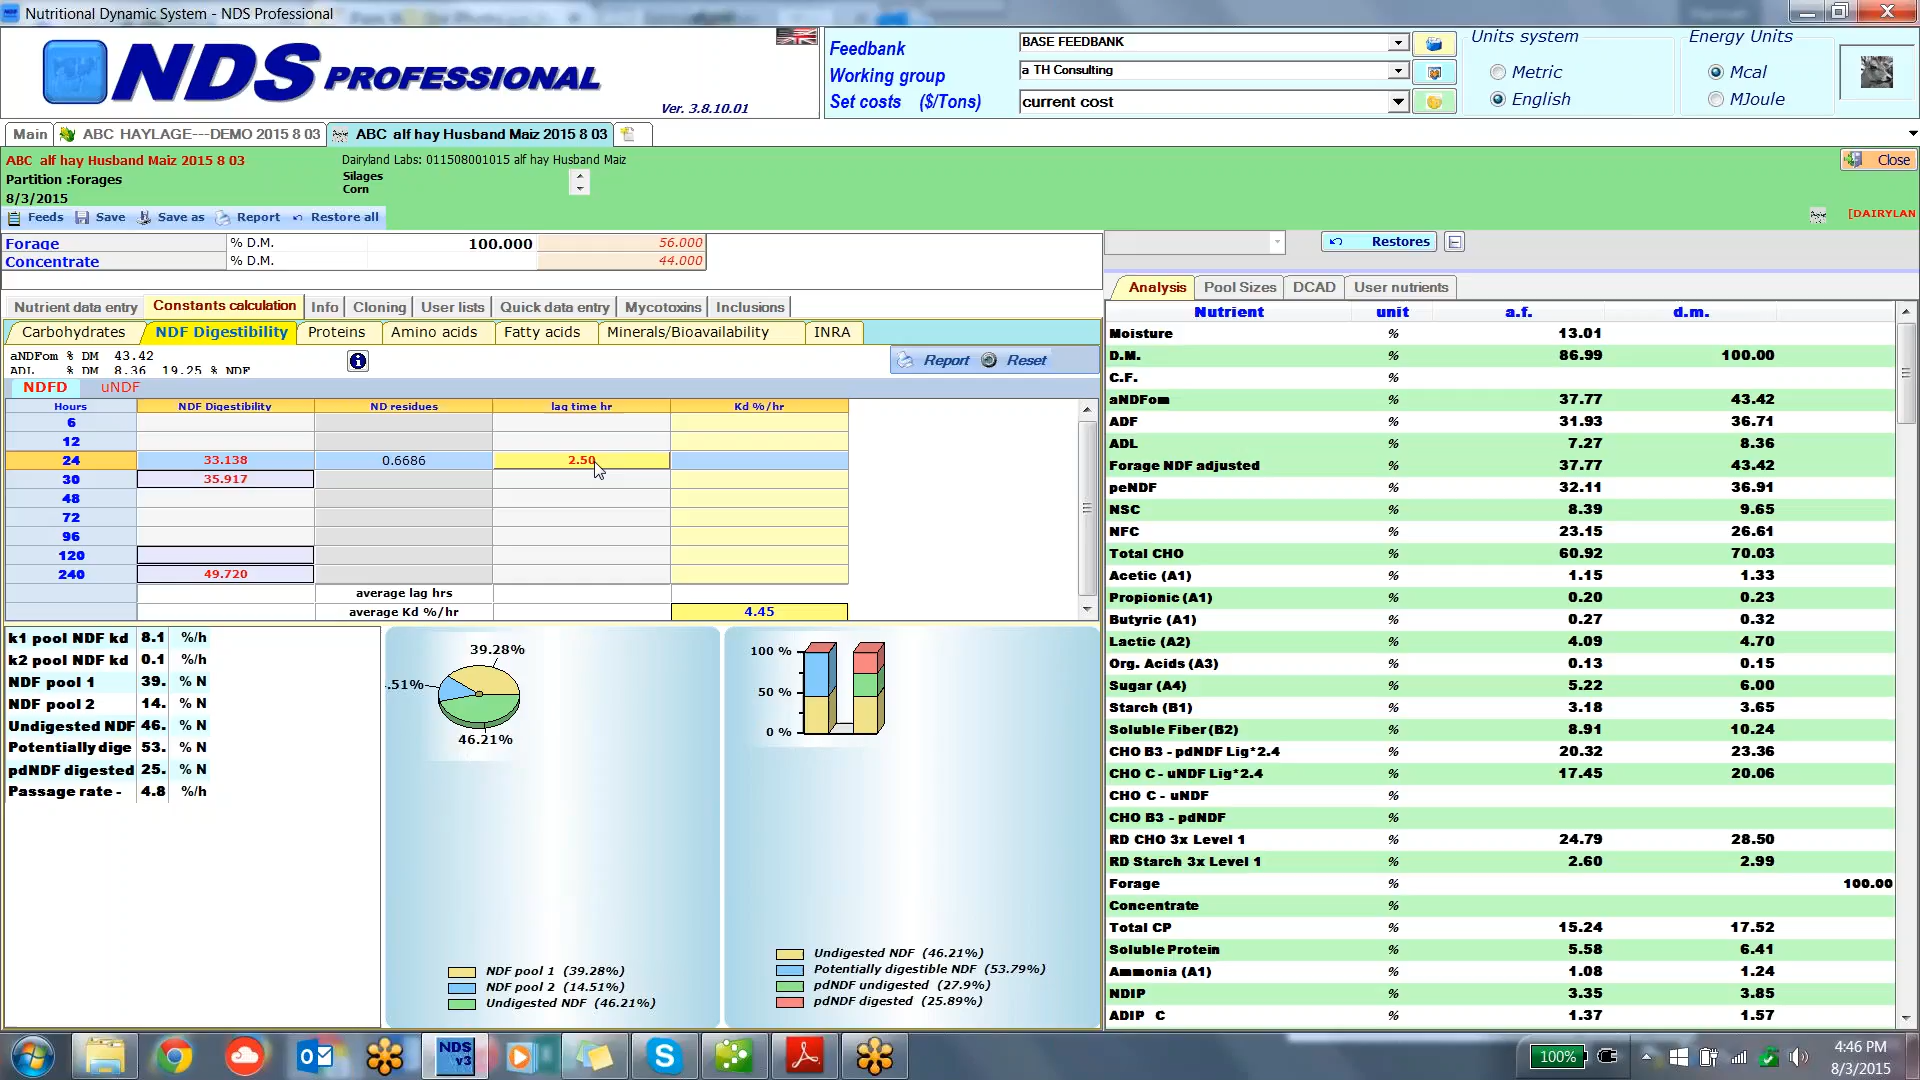 Nutritional Dynamic System - NDS Professional
NDS PROFESSIONAL
Ver. 3.8.10.01
Feedbank
BASE FEEDBANK
Working group
a TH Consulting
Set costs ($/Tons)
current cost
Units system
Metric
English
Energy Units
Mcal
MJoule
Main
ABC HAYLAGE---DEMO 2015 8 03
ABC alf hay Husband Maiz 2015 8 03
ABC alf hay Husband Maiz 2015 8 03
Dairyland Labs: 011508001015 alf hay Husband Maiz
Close
Partition :Forages
Silages
Corn
8/3/2015
Feeds
Save
Save as
Report
Restore all
[DAIRYLAN
Forage % D.M. 100.000 56.000
Concentrate % D.M. 44.000
Restores
Nutrient data entry
Constants calculation
Info
Cloning
User lists
Quick data entry
Mycotoxins
Inclusions
Carbohydrates
NDF Digestibility
Proteins
Amino acids
Fatty acids
Minerals/Bioavailability
INRA
aNDFom % DM 43.42
ADL % DM 8.36 19.25 % NDF
Report
Reset
NDFD
uNDF
Hours NDF Digestibility ND residues lag time hr Kd %/hr
6
12
24 33.138 0.6686 2.50
30 35.917
48
72
96
120
240 49.720
average lag hrs
average Kd %/hr 4.45
k1 pool NDF kd 8.1 %/h
k2 pool NDF kd 0.1 %/h
NDF pool 1 39. % N
NDF pool 2 14. % N
Undigested NDF 46. % N
Potentially dige 53. % N
pdNDF digested 25. % N
Passage rate - 4.8 %/h
39.28%
.51%
46.21%
NDF pool 1 (39.28%)
NDF pool 2 (14.51%)
Undigested NDF (46.21%)
100 %
50 %
0 %
Undigested NDF (46.21%)
Potentially digestible NDF (53.79%)
pdNDF undigested (27.9%)
pdNDF digested (25.89%)
Analysis
Pool Sizes
DCAD
User nutrients
Nutrient unit a.f. d.m.
Moisture % 13.01
D.M. % 86.99 100.00
C.F. %
aNDFom % 37.77 43.42
ADF % 31.93 36.71
ADL % 7.27 8.36
Forage NDF adjusted % 37.77 43.42
peNDF % 32.11 36.91
NSC % 8.39 9.65
NFC % 23.15 26.61
Total CHO % 60.92 70.03
Acetic (A1) % 1.15 1.33
Propionic (A1) % 0.20 0.23
Butyric (A1) % 0.27 0.32
Lactic (A2) % 4.09 4.70
Org. Acids (A3) % 0.13 0.15
Sugar (A4) % 5.22 6.00
Starch (B1) % 3.18 3.65
Soluble Fiber (B2) % 8.91 10.24
CHO B3 - pdNDF Lig*2.4 % 20.32 23.36
CHO C - uNDF Lig*2.4 % 17.45 20.06
CHO C - uNDF %
CHO B3 - pdNDF %
RD CHO 3x Level 1 % 24.79 28.50
RD Starch 3x Level 1 % 2.60 2.99
Forage % 100.00
Concentrate %
Total CP % 15.24 17.52
Soluble Protein % 5.58 6.41
Ammonia (A1) % 1.08 1.24
NDIP % 3.35 3.85
ADIP C % 1.37 1.57
NDS
v3
100%
4:46 PM
8/3/2015